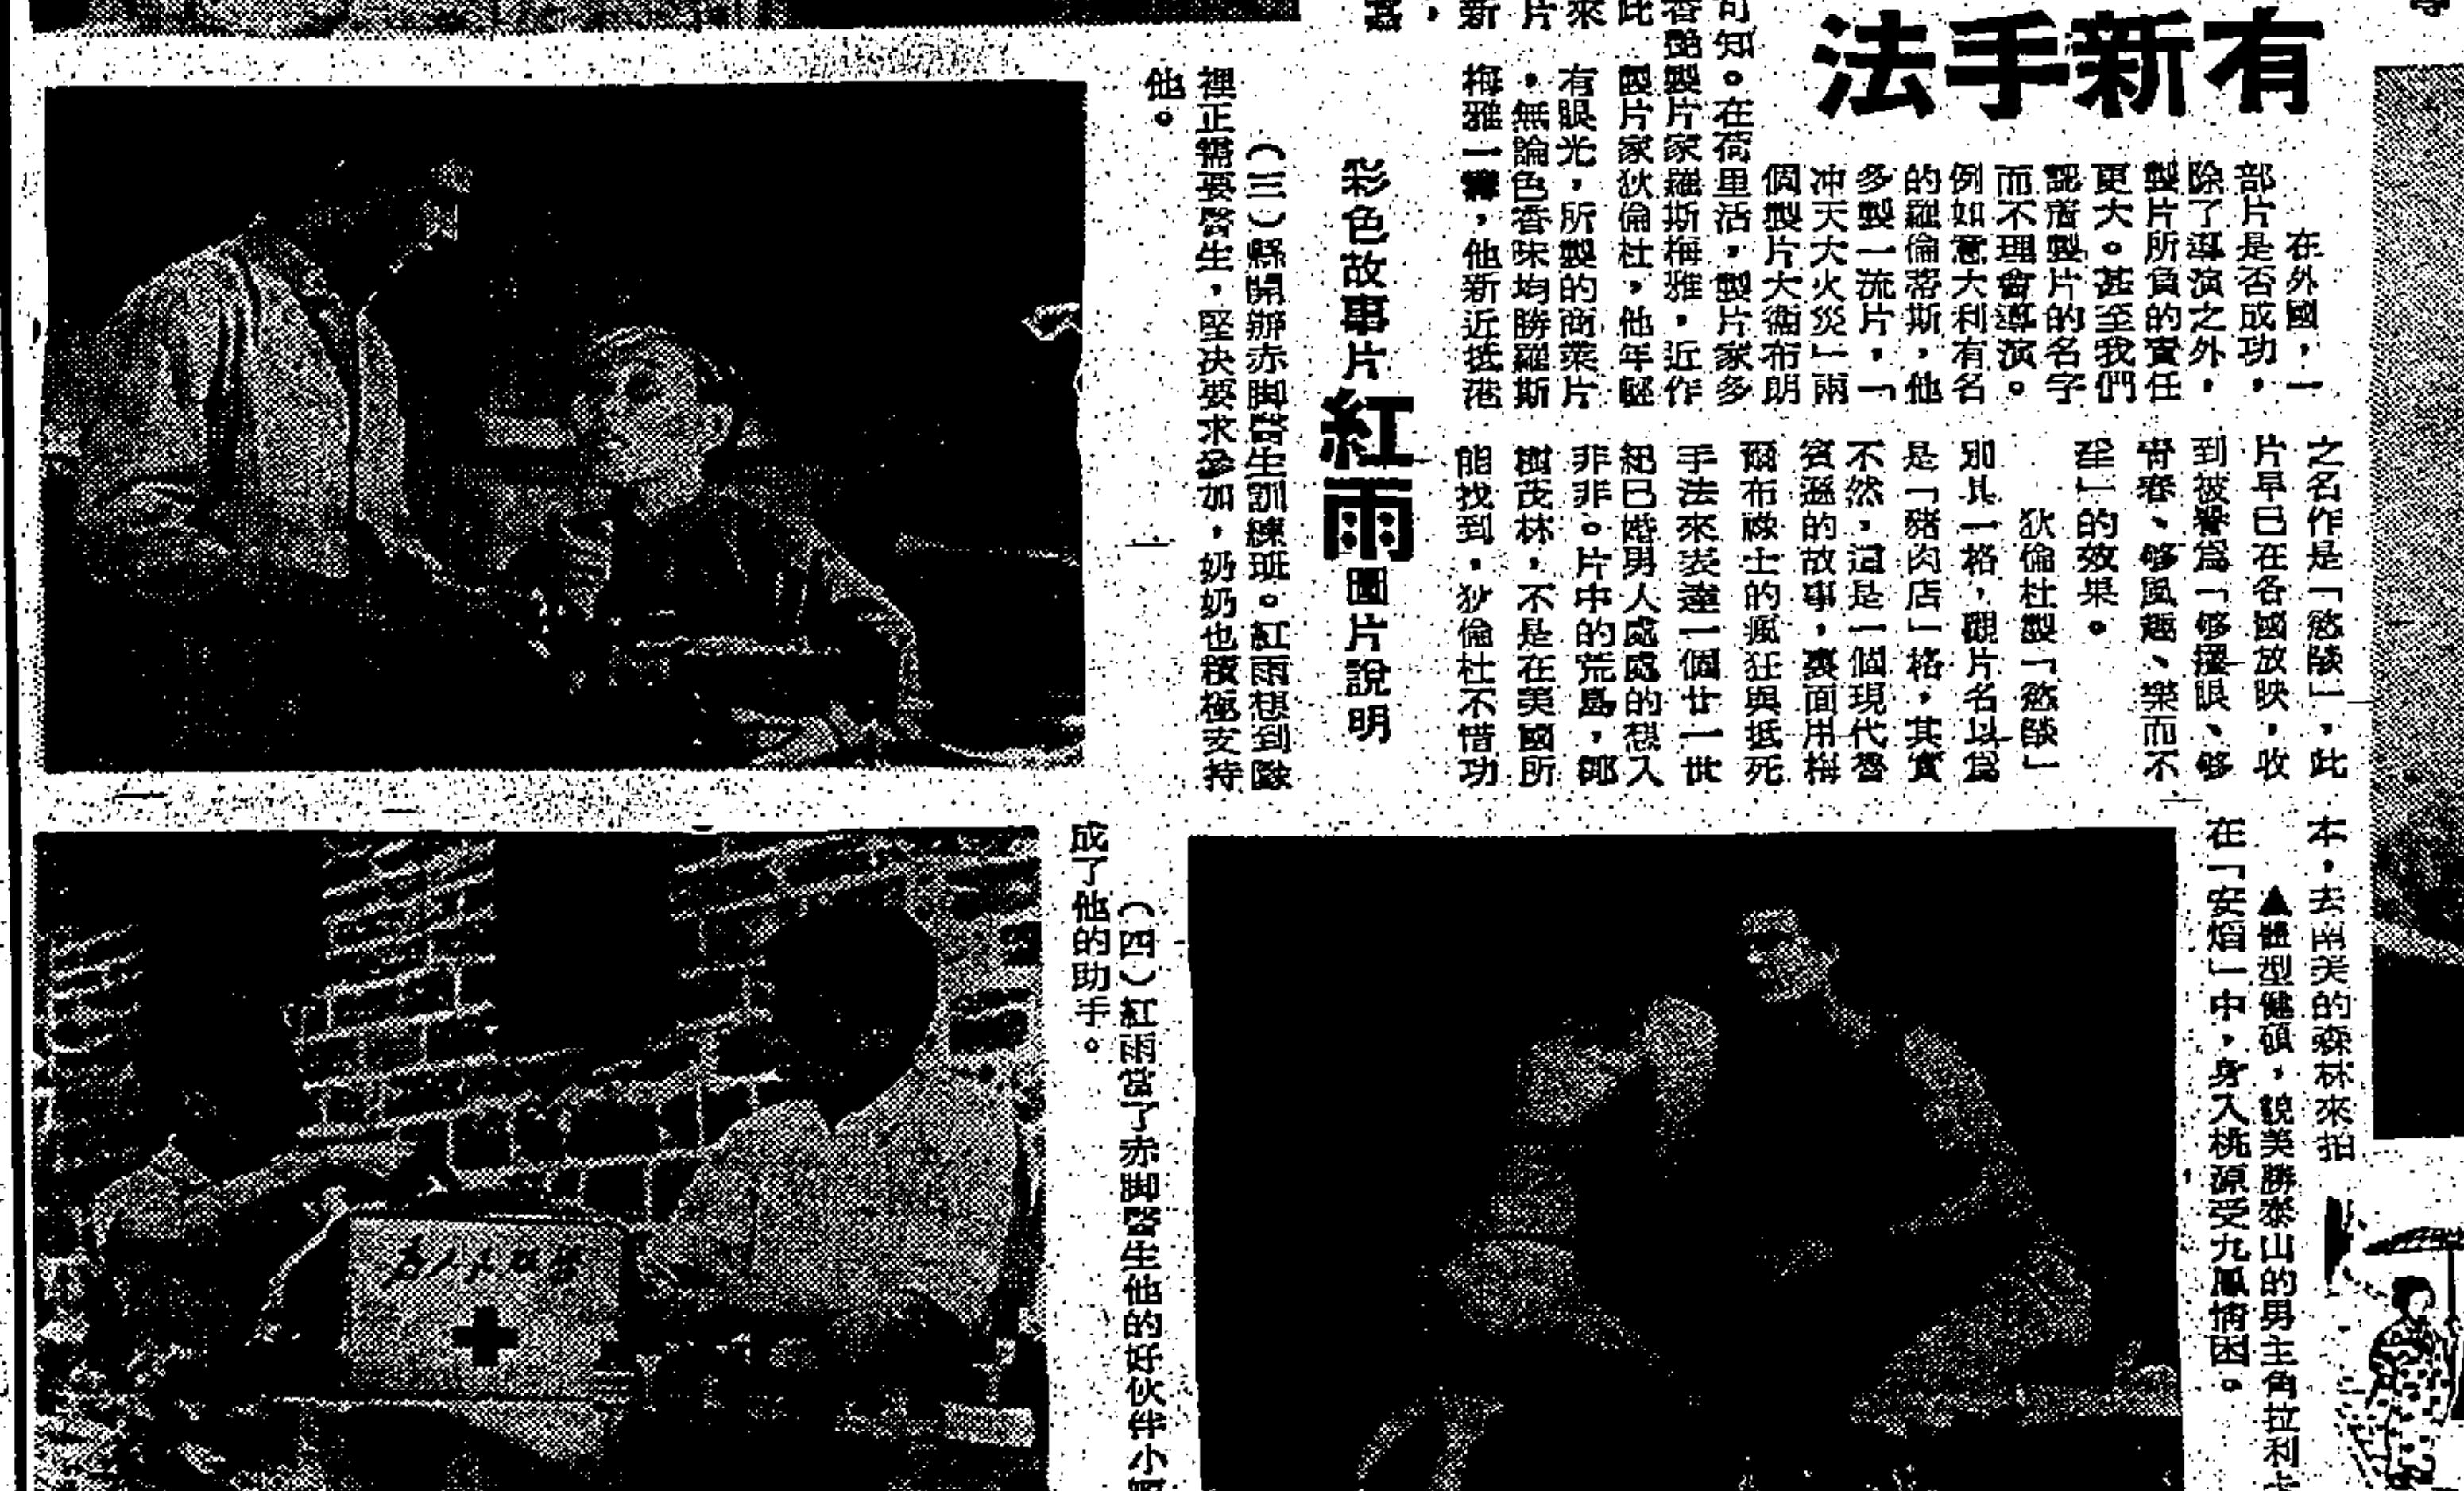 有新手法
在外國,一
部片是否成功,
除了導演之外,
製片所負的責任
更大。甚至我們
認着製片的名字
而不理會導演。
例如意大利有名
的羅倫蒂斯,他
多製一流片,「
冲天大火災」兩
個製片大衞布朗
可知。在荷里活,製片家多
香艷製片家羅斯梅雅,近作
製片家狄倫杜,他年輕
有眼光,所製的商業片
,無論色香味均勝羅斯
梅雅一籌,他新近抵港
之名作是「慾燄」,此
片早已在各國放映,收
到被譽爲「够擺眼、够
青春、够風趣、樂而不
淫」的效果。
狄倫杜製「慾燄」
別具一格,觀片名以爲
是「豬肉店」格,其實
不然,這是一個現代魯
賓遜的故事,裏面用梅
爾布祿士的瘋狂與抵死
手法來表達一個廿一世
紀已婚男人處處的想入
非非。片中的荒島,鄉
樹茂林,不是在美國所
能找到,狄倫杜不惜功
本,去南美的森林來拍
▲體型健碩,貌美勝泰山的男主角拉利
在「安焰」中,身入桃源受九鳳情困。
彩色故事片紅雨圖片說明
(三)縣開辦赤脚醫生訓練班。紅雨想到隊
裡正需要醫生,堅决要求參加,奶奶也積極支持
他。
(四)紅雨當了赤脚醫生他的好伙伴小
成了他的助手。